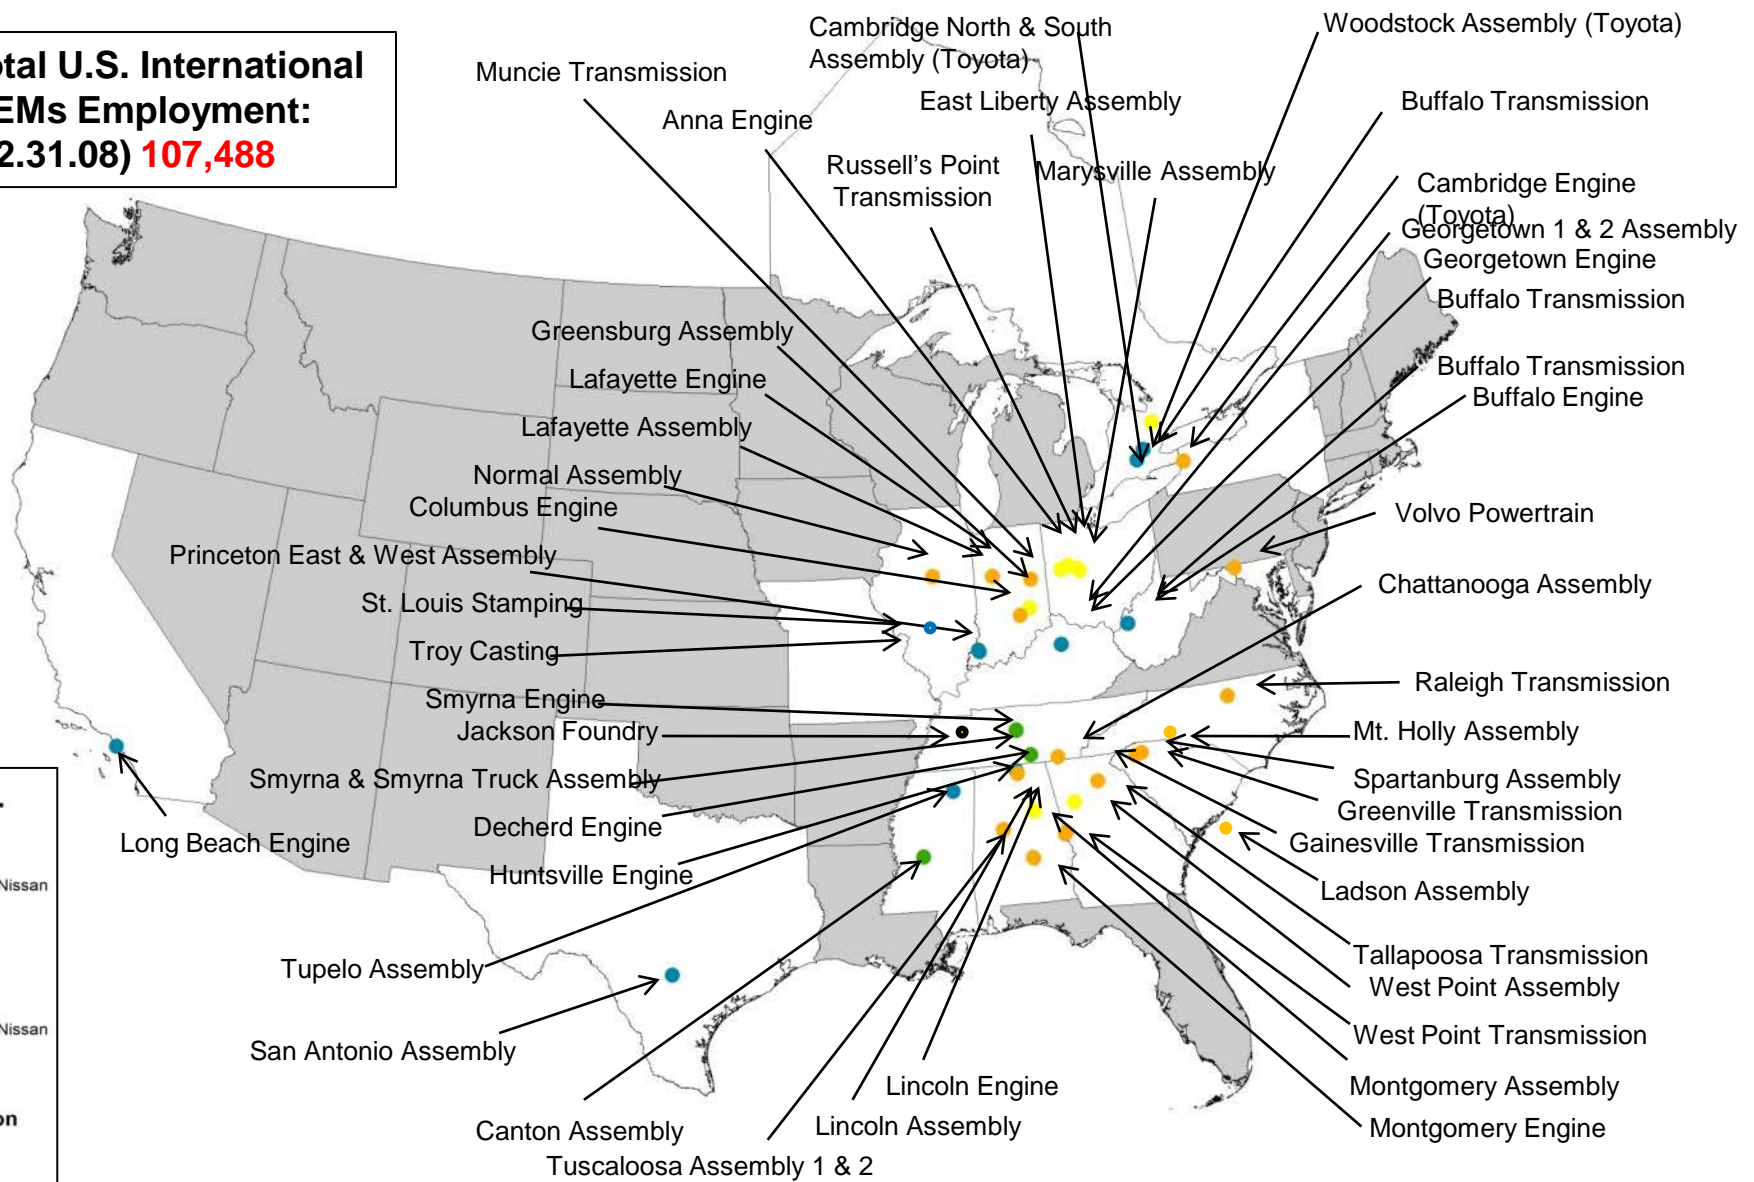 otal U.S. International
EMs Employment:
2.31.08) 107,488
Cambridge North & South
Assembly (Toyota)
Woodstock Assembly (Toyota)
Muncie Transmission
East Liberty Assembly
Buffalo Transmission
Anna Engine
Russell’s Point
Transmission
Marysville Assembly
Cambridge Engine
(Toyota)
Georgetown 1 & 2 Assembly
Georgetown Engine
Buffalo Transmission
Greensburg Assembly
Buffalo Transmission
Lafayette Engine
Buffalo Engine
Lafayette Assembly
Normal Assembly
Columbus Engine
Volvo Powertrain
Princeton East & West Assembly
Chattanooga Assembly
St. Louis Stamping
Troy Casting
Raleigh Transmission
Smyrna Engine
Jackson Foundry
Mt. Holly Assembly
Smyrna & Smyrna Truck Assembly
Spartanburg Assembly
Greenville Transmission
Decherd Engine
Long Beach Engine
Gainesville Transmission
Huntsville Engine
Nissan
Ladson Assembly
Tallapoosa Transmission
Tupelo Assembly
West Point Assembly
Nissan
West Point Transmission
San Antonio Assembly
Lincoln Engine
Montgomery Assembly
on
Lincoln Assembly
Canton Assembly
Montgomery Engine
Tuscaloosa Assembly 1 & 2